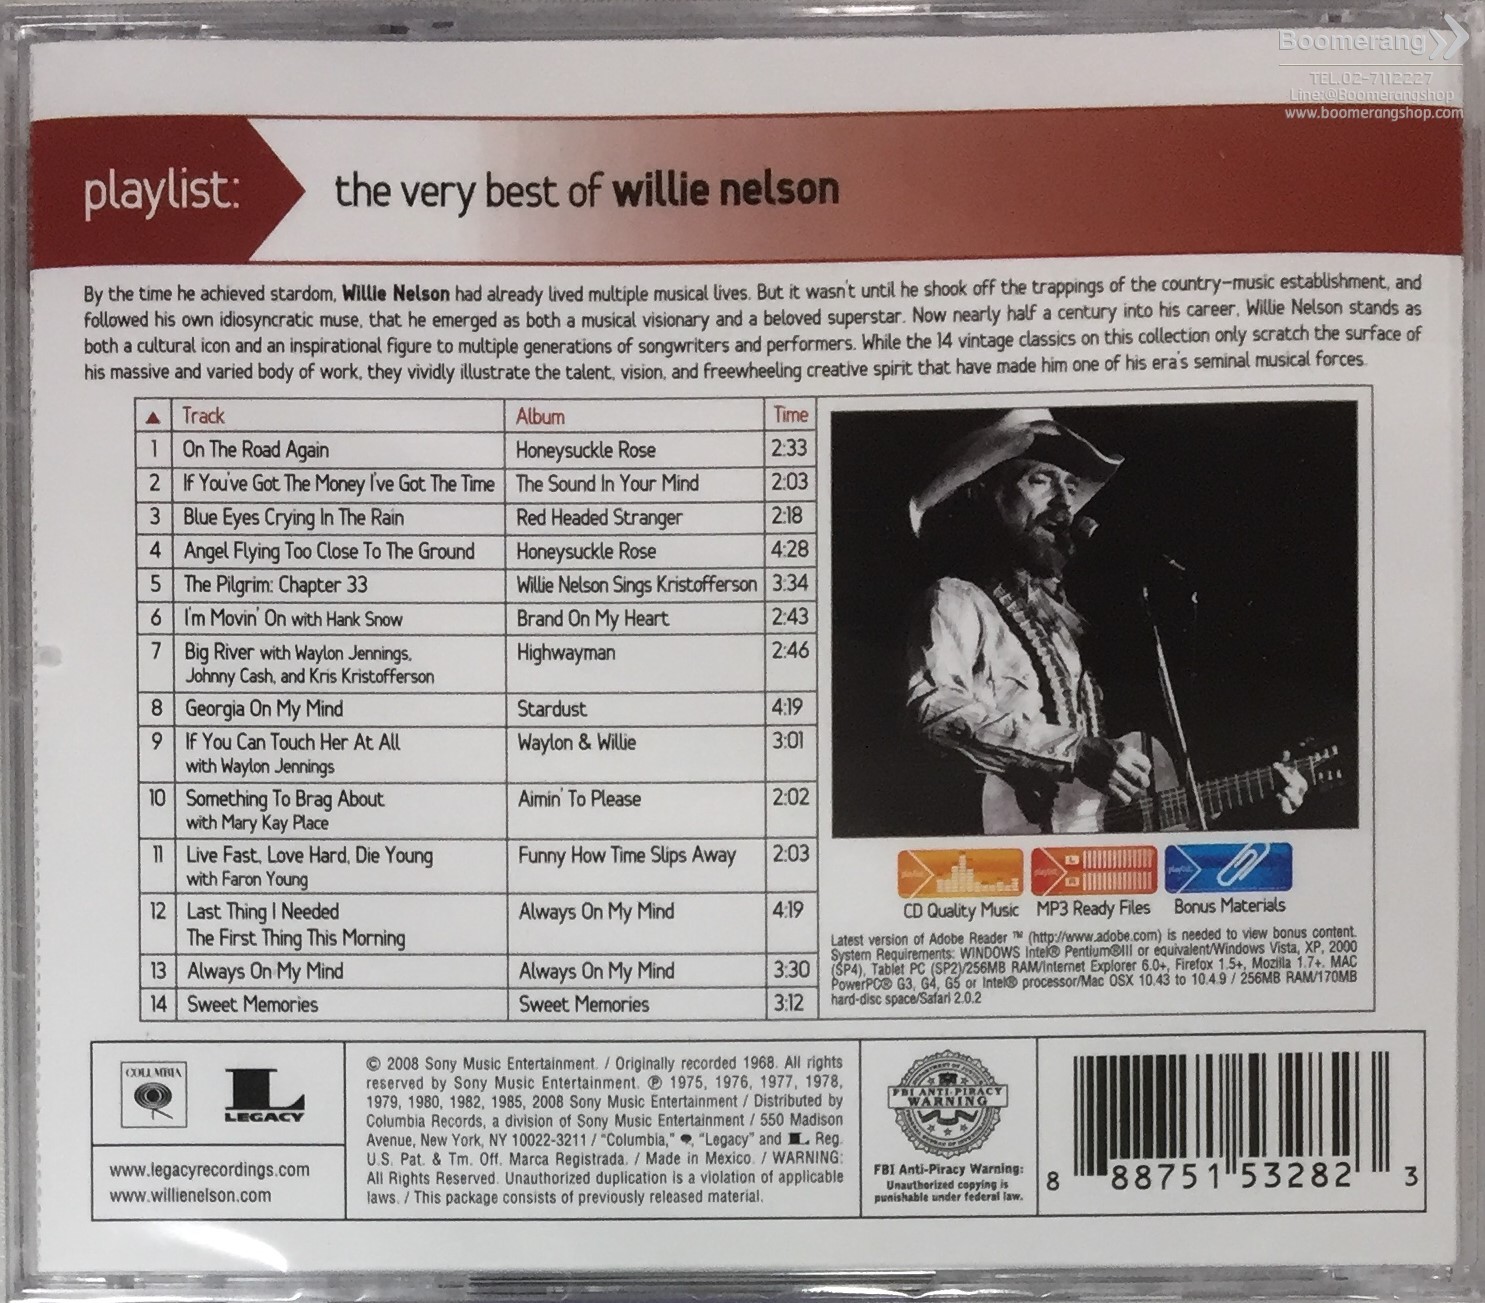 Boomerang
TEL.02-7112227
Line:@Boomerangshop
www.boomerangshop.com
playlist: the very best of willie nelson
By the time he achieved stardom, Willie Nelson had already lived multiple musical lives. But it wasn't until he shook off the trappings of the country-music establishment, and
followed his own idiosyncratic muse, that he emerged as both a musical visionary and a beloved superstar. Now nearly half a century into his career, Willie Nelson stands as
both a cultural icon and an inspirational figure to multiple generations of songwriters and performers. While the 14 vintage classics on this collection only scratch the surface of
his massive and varied body of work, they vividly illustrate the talent, vision, and freewheeling creative spirit that have made him one of his era's seminal musical forces.
▲ Track Album Time
1 On The Road Again Honeysuckle Rose 2:33
2 If You've Got The Money I've Got The Time The Sound In Your Mind 2:03
3 Blue Eyes Crying In The Rain Red Headed Stranger 2:18
4 Angel Flying Too Close To The Ground Honeysuckle Rose 4:28
5 The Pilgrim: Chapter 33 Willie Nelson Sings Kristofferson 3:34
6 I'm Movin' On with Hank Snow Brand On My Heart 2:43
7 Big River with Waylon Jennings, Highwayman 2:46
Johnny Cash, and Kris Kristofferson
8 Georgia On My Mind Stardust 4:19
9 If You Can Touch Her At All Waylon & Willie 3:01
with Waylon Jennings
10 Something To Brag About Aimin' To Please 2:02
with Mary Kay Place
11 Live Fast, Love Hard, Die Young Funny How Time Slips Away 2:03
with Faron Young
12 Last Thing I Needed Always On My Mind 4:19
The First Thing This Morning
13 Always On My Mind Always On My Mind 3:30
14 Sweet Memories Sweet Memories 3:12
playlist: playlist: L R playlist:
CD Quality Music MP3 Ready Files Bonus Materials
Latest version of Adobe Reader ™ (http://www.adobe.com) is needed to view bonus content.
System Requirements: WINDOWS Intel® Pentium®III or equivalent/Windows Vista, XP, 2000
(SP4), Tablet PC (SP2)/256MB RAM/Internet Explorer 6.0+, Firefox 1.5+, Mozilla 1.7+. MAC
PowerPC® G3, G4, G5 or Intel® processor/Mac OSX 10.43 to 10.4.9 / 256MB RAM/170MB
hard-disc space/Safari 2.0.2
COLUMBIA
L
LEGACY
www.legacyrecordings.com
www.willienelson.com
© 2008 Sony Music Entertainment. / Originally recorded 1968. All rights
reserved by Sony Music Entertainment. ℗ 1975, 1976, 1977, 1978,
1979, 1980, 1982, 1985, 2008 Sony Music Entertainment / Distributed by
Columbia Records, a division of Sony Music Entertainment / 550 Madison
Avenue, New York, NY 10022-3211 / "Columbia," , "Legacy" and L Reg.
U.S. Pat. & Tm. Off. Marca Registrada. / Made in Mexico. / WARNING:
All Rights Reserved. Unauthorized duplication is a violation of applicable
laws. / This package consists of previously released material.
FBI ANTI-PIRACY
WARNING
FBI Anti-Piracy Warning:
Unauthorized copying is
punishable under federal law.
8 88751 53282 3